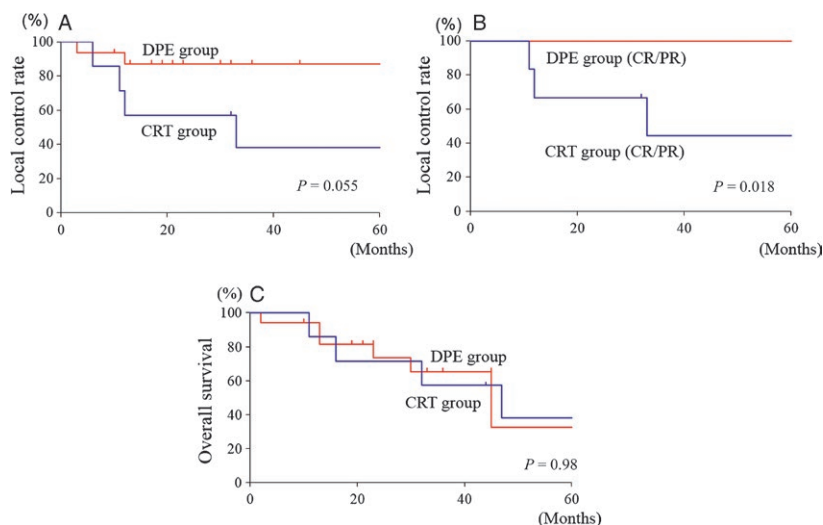 (%) A
Local control rate
100
80
60
40
20
0
DPE group
CRT group
P = 0.055
0 20 40 60
(Months)
(%) B
Local control rate
100
80
60
40
20
0
DPE group (CR/PR)
CRT group (CR/PR)
P = 0.018
0 20 40 60
(Months)
(%) C
Overall survival
100
80
60
40
20
0
DPE group
CRT group
P = 0.98
0 20 40 60
(Months)